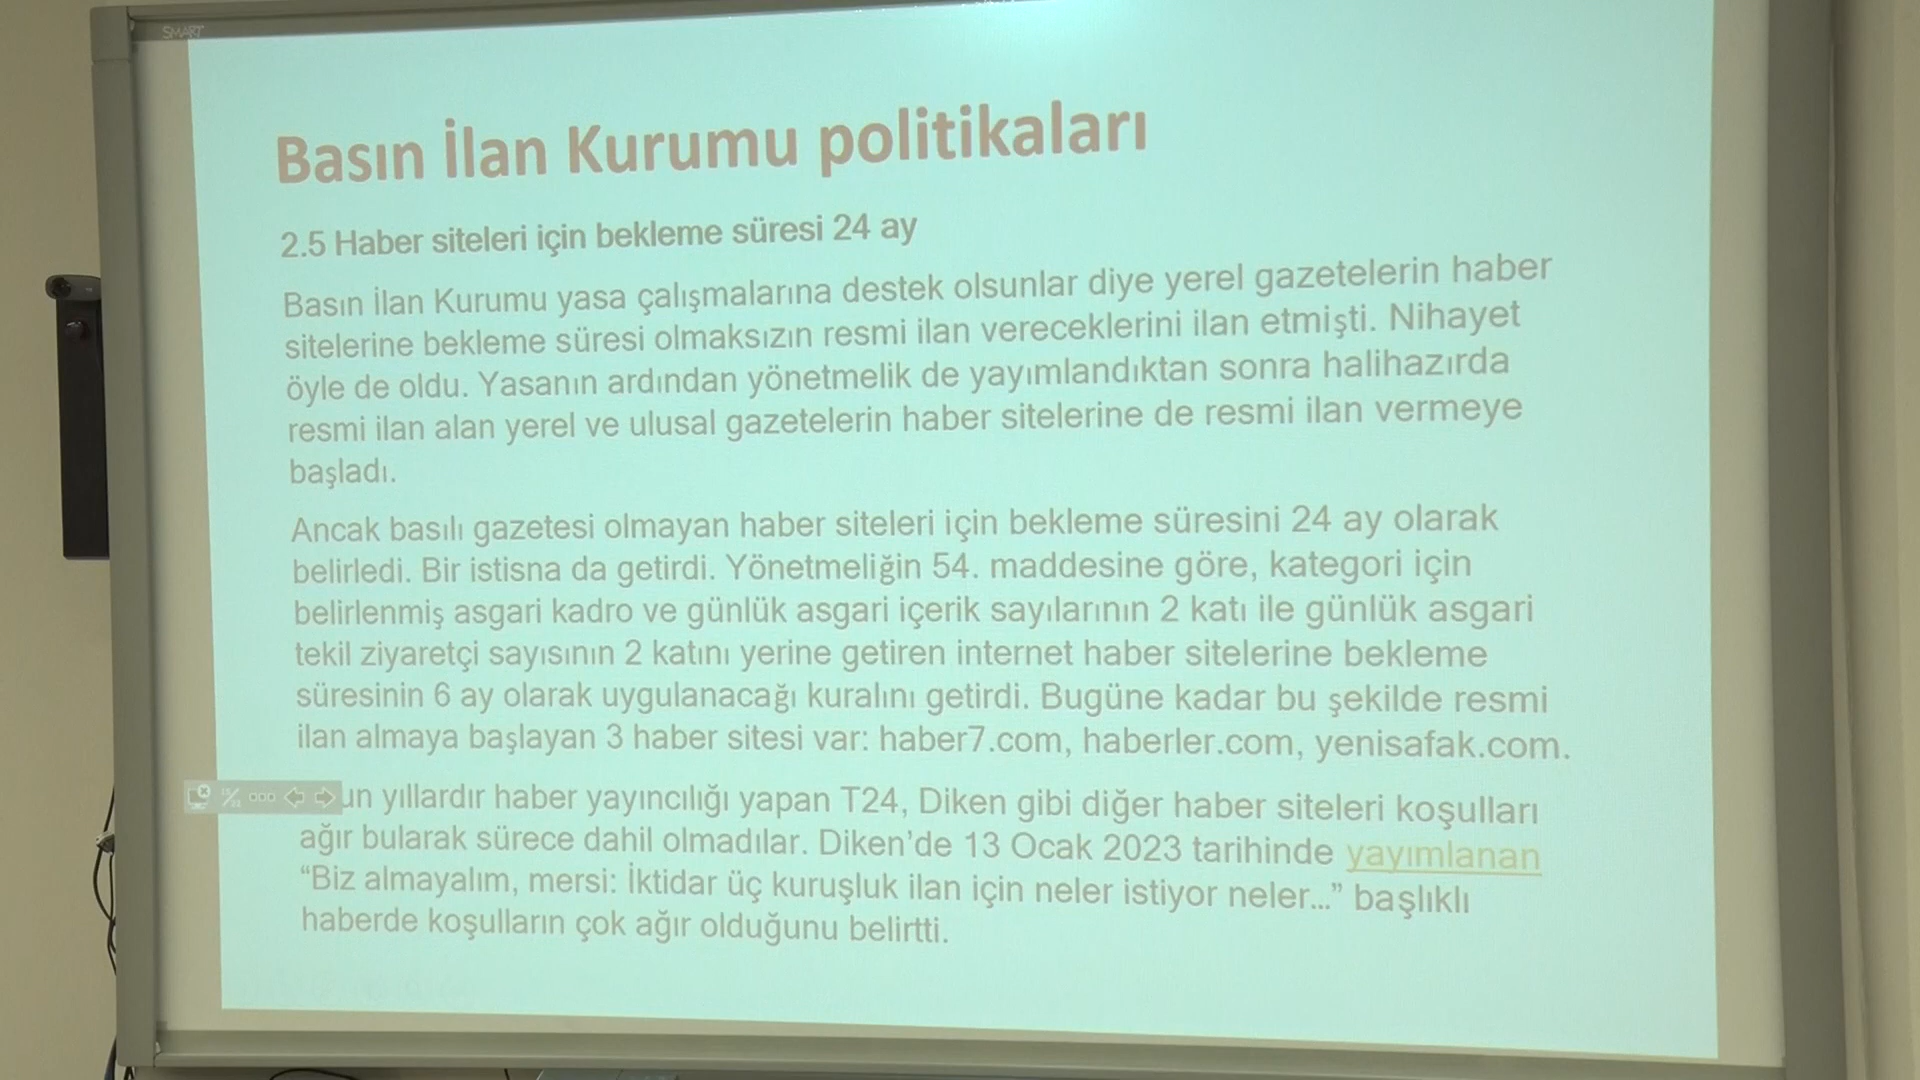 SMART
Basın İlan Kurumu politikaları
2.5 Haber siteleri için bekleme süresi 24 ay
Basın İlan Kurumu yasa çalışmalarına destek olsunlar diye yerel gazetelerin haber
sitelerine bekleme süresi olmaksızın resmi ilan vereceklerini ilan etmişti. Nihayet
öyle de oldu. Yasanın ardından yönetmelik de yayımlandıktan sonra halihazırda
resmi ilan alan yerel ve ulusal gazetelerin haber sitelerine de resmi ilan vermeye
başladı.
Ancak basılı gazetesi olmayan haber siteleri için bekleme süresini 24 ay olarak
belirledi. Bir istisna da getirdi. Yönetmeliğin 54. maddesine göre, kategori için
belirlenmiş asgari kadro ve günlük asgari içerik sayılarının 2 katı ile günlük asgari
tekil ziyaretçi sayısının 2 katını yerine getiren internet haber sitelerine bekleme
süresinin 6 ay olarak uygulanacağı kuralını getirdi. Bugüne kadar bu şekilde resmi
ilan almaya başlayan 3 haber sitesi var: haber7.com, haberler.com, yenisafak.com.
un yıllardır haber yayıncılığı yapan T24, Diken gibi diğer haber siteleri koşulları
ağır bularak sürece dahil olmadılar. Diken’de 13 Ocak 2023 tarihinde yayımlanan
“Biz almayalım, mersi: İktidar üç kuruşluk ilan için neler istiyor neler...” başlıklı
haberde koşulların çok ağır olduğunu belirtti.